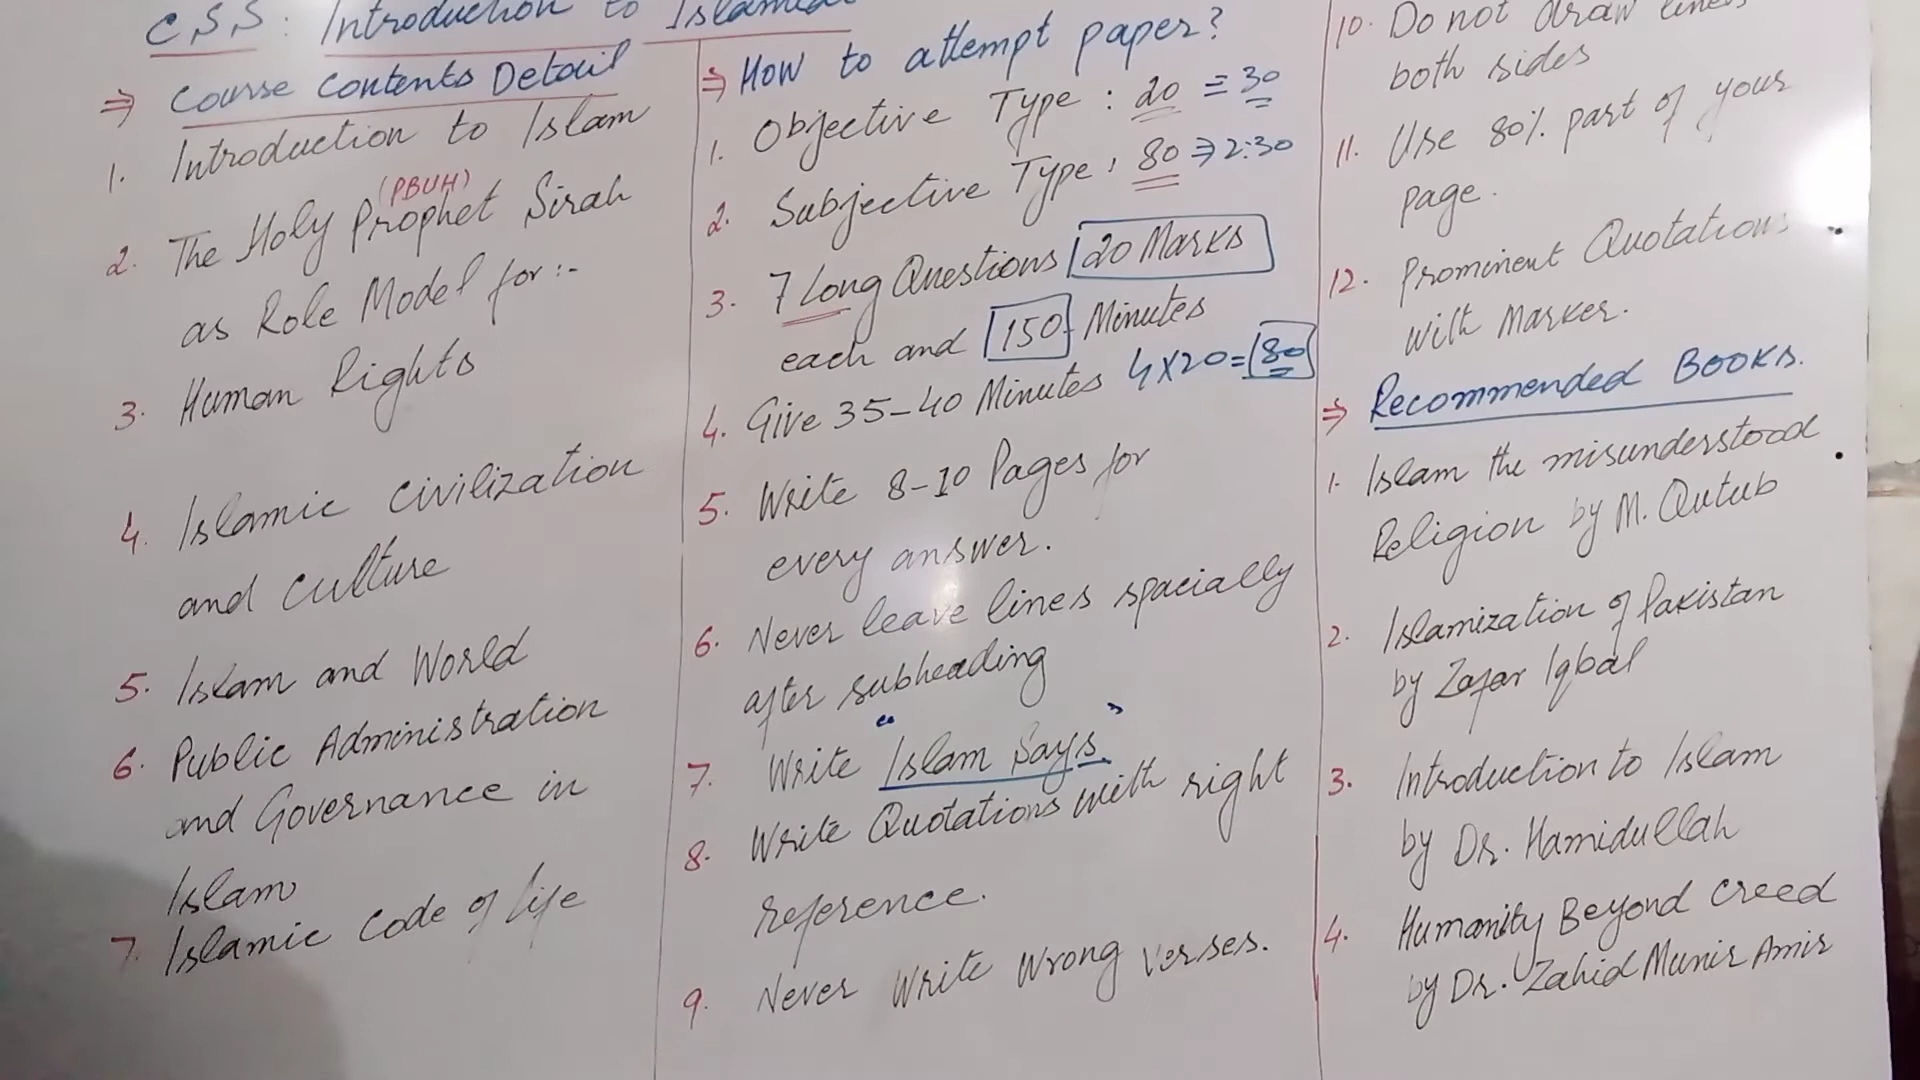 C.S.S : Introduction to Islamic
⇒ Course Contents Detail
1. Introduction to Islam
(PBUH)
2. The Holy Prophet Sirah
as Role Model for :-
3. Human Rights
4. Islamic Civilization
and culture
5. Islam and World
6. Public Administration
and Governance in
Islam
7. Islamic Code of life
⇒ How to attempt paper?
1. Objective Type : 20 = 30
2. Subjective Type : 80 ⇒ 2:30
3. 7 Long Questions 20 Marks
each and 150 Minutes
4. Give 35-40 Minutes 4x20=80
5. Write 8-10 Pages for
every answer.
6. Never leave lines spacially
after subheading
7. Write "Islam Says"
8. Write Quotations with right
reference.
9. Never Write Wrong verses.
10. Do not draw lines
both sides
11. Use 80% part of your
page.
12. Prominent Quotations
with Marker.
⇒ Recommended Books.
1. Islam the misunderstood
Religion by M. Qutub
2. Islamization of Pakistan
by Zafar Iqbal
3. Introduction to Islam
by Dr. Hamidullah
4. Humanity Beyond Creed
by Dr. Zahid Munir Amir